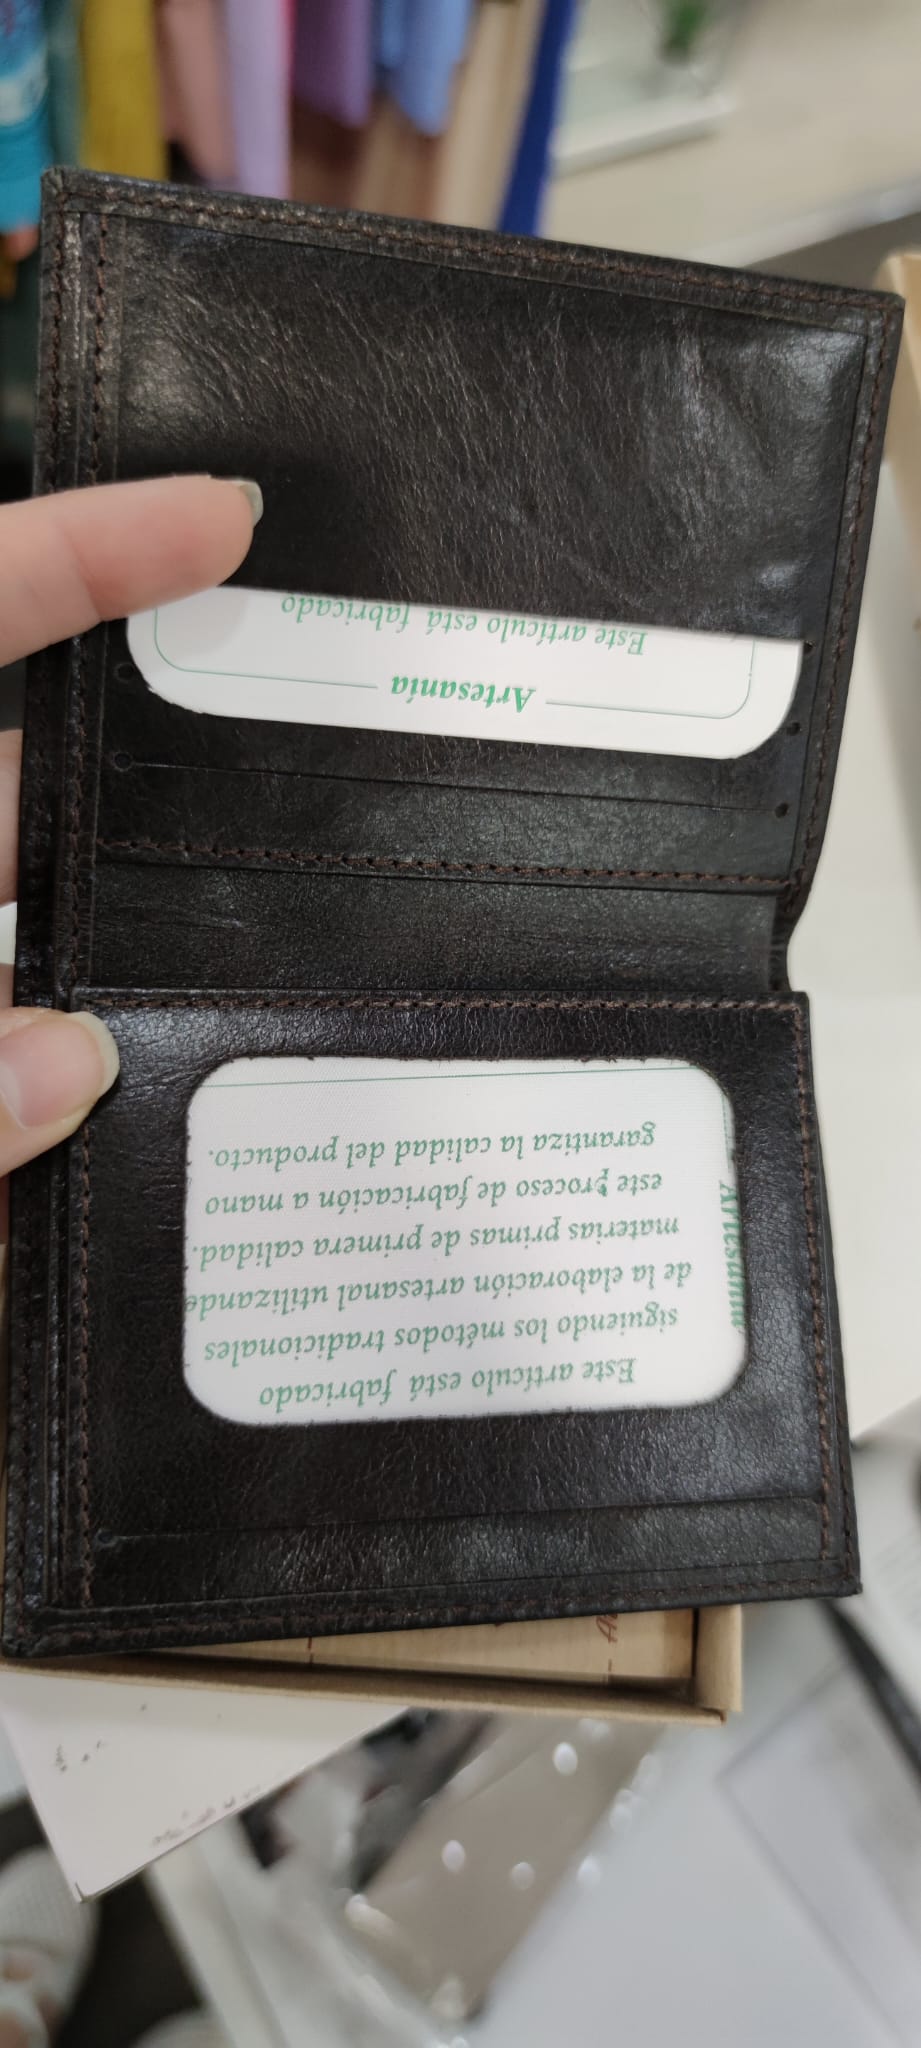 Este artículo está fabricado
siguiendo los métodos tradicionales
de la elaboración artesanal utilizando
materias primas de primera calidad.
este proceso de fabricación a mano
garantiza la calidad del producto.
Artesanía
Artesanía
Este artículo está fabricado